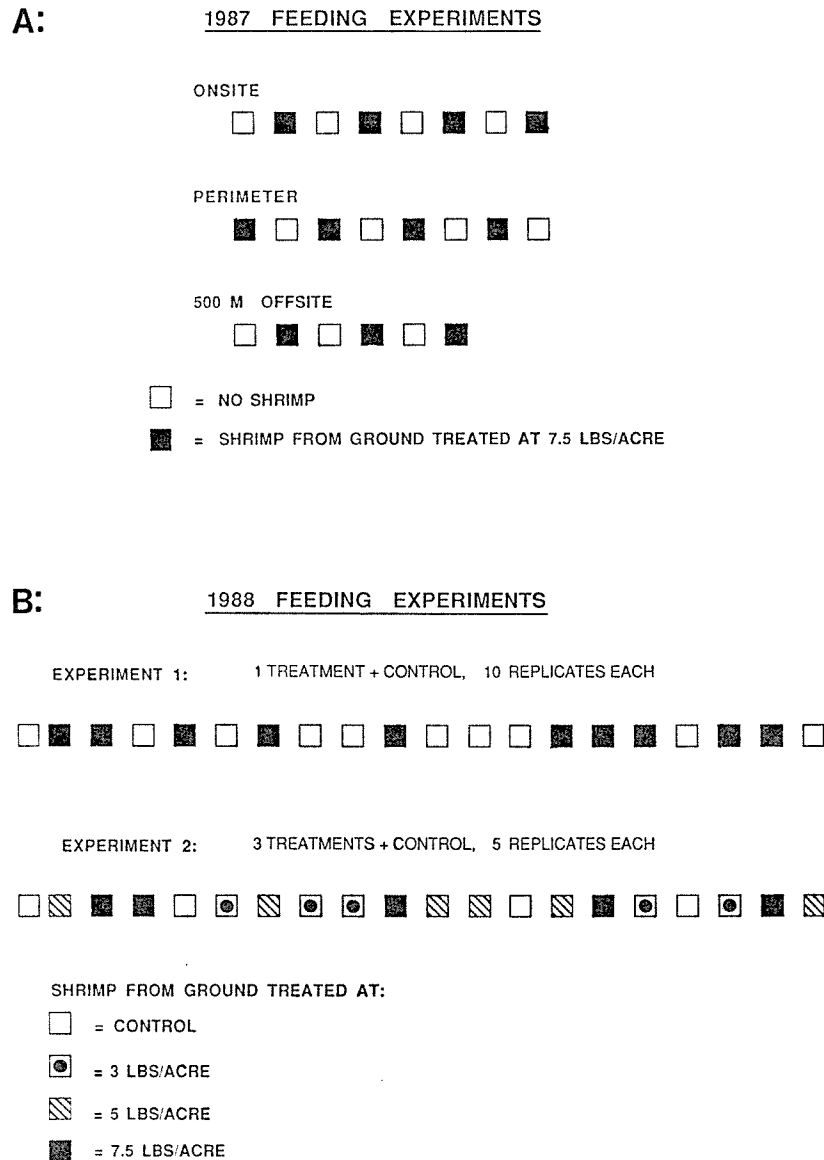 A:
1987 FEEDING EXPERIMENTS
ONSITE
PERIMETER
500 M OFFSITE
= NO SHRIMP
= SHRIMP FROM GROUND TREATED AT 7.5 LBS/ACRE
B:
1988 FEEDING EXPERIMENTS
EXPERIMENT 1: 1 TREATMENT + CONTROL, 10 REPLICATES EACH
EXPERIMENT 2: 3 TREATMENTS + CONTROL, 5 REPLICATES EACH
SHRIMP FROM GROUND TREATED AT:
= CONTROL
= 3 LBS/ACRE
= 5 LBS/ACRE
= 7.5 LBS/ACRE